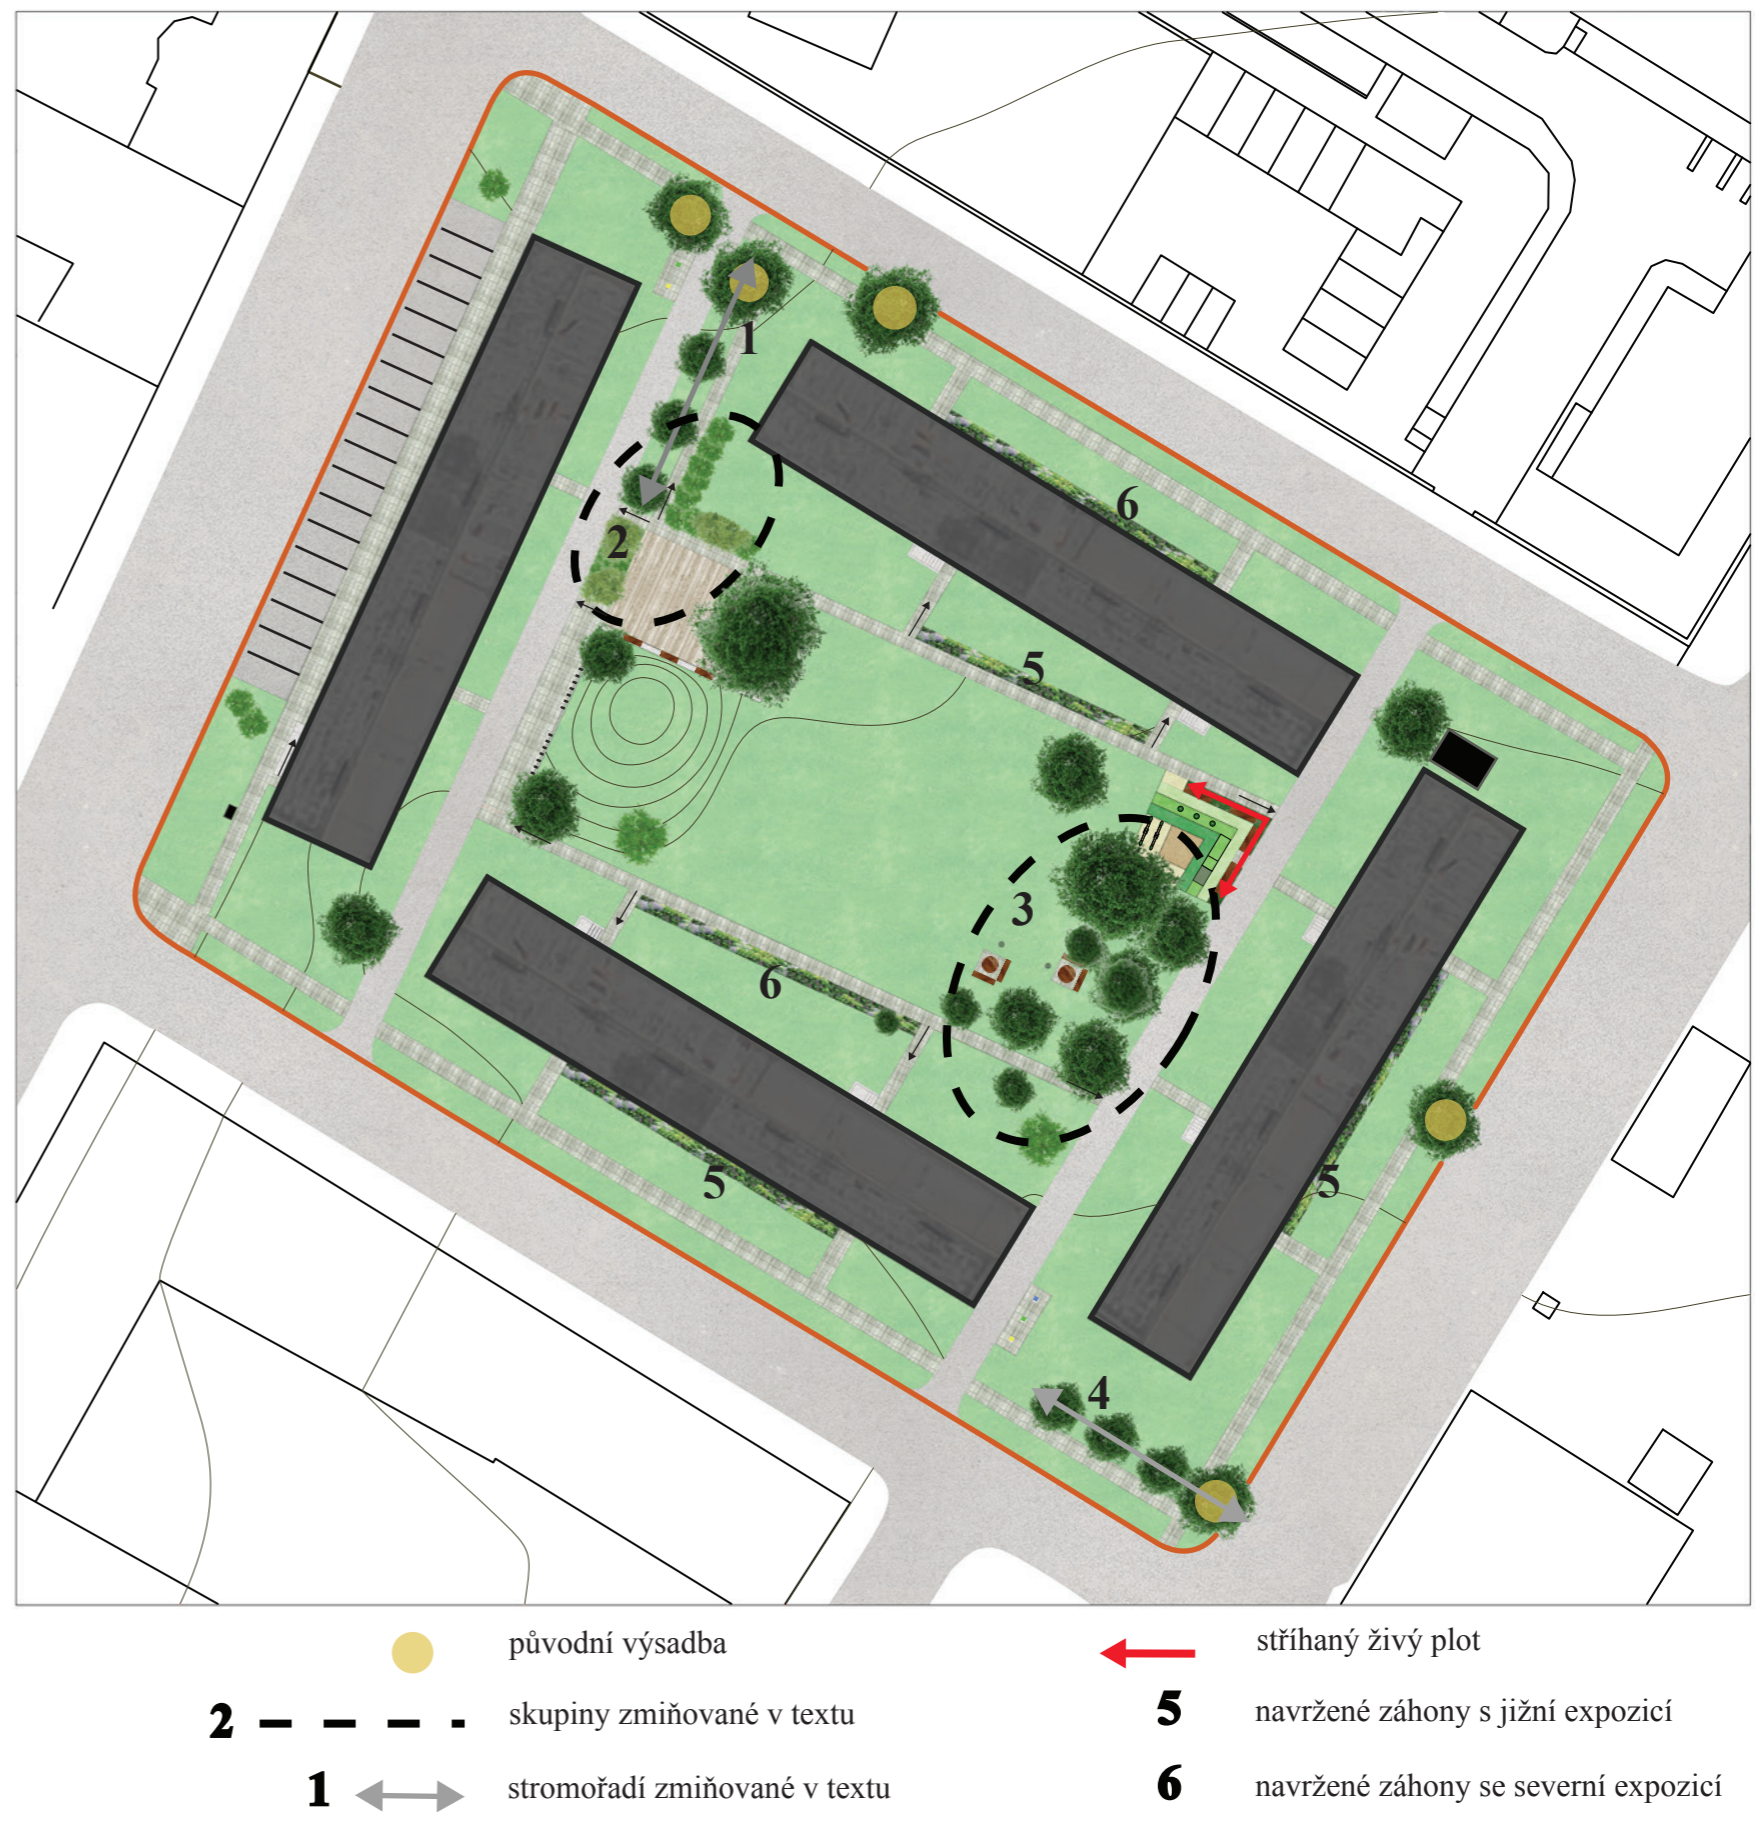 1
2
6
5
3
6
5
5
4
původní výsadba
stříhaný živý plot
2 skupiny zmiňované v textu
5 navržené záhony s jižní expozicí
1 stromořadí zmiňované v textu
6 navržené záhony se severní expozicí